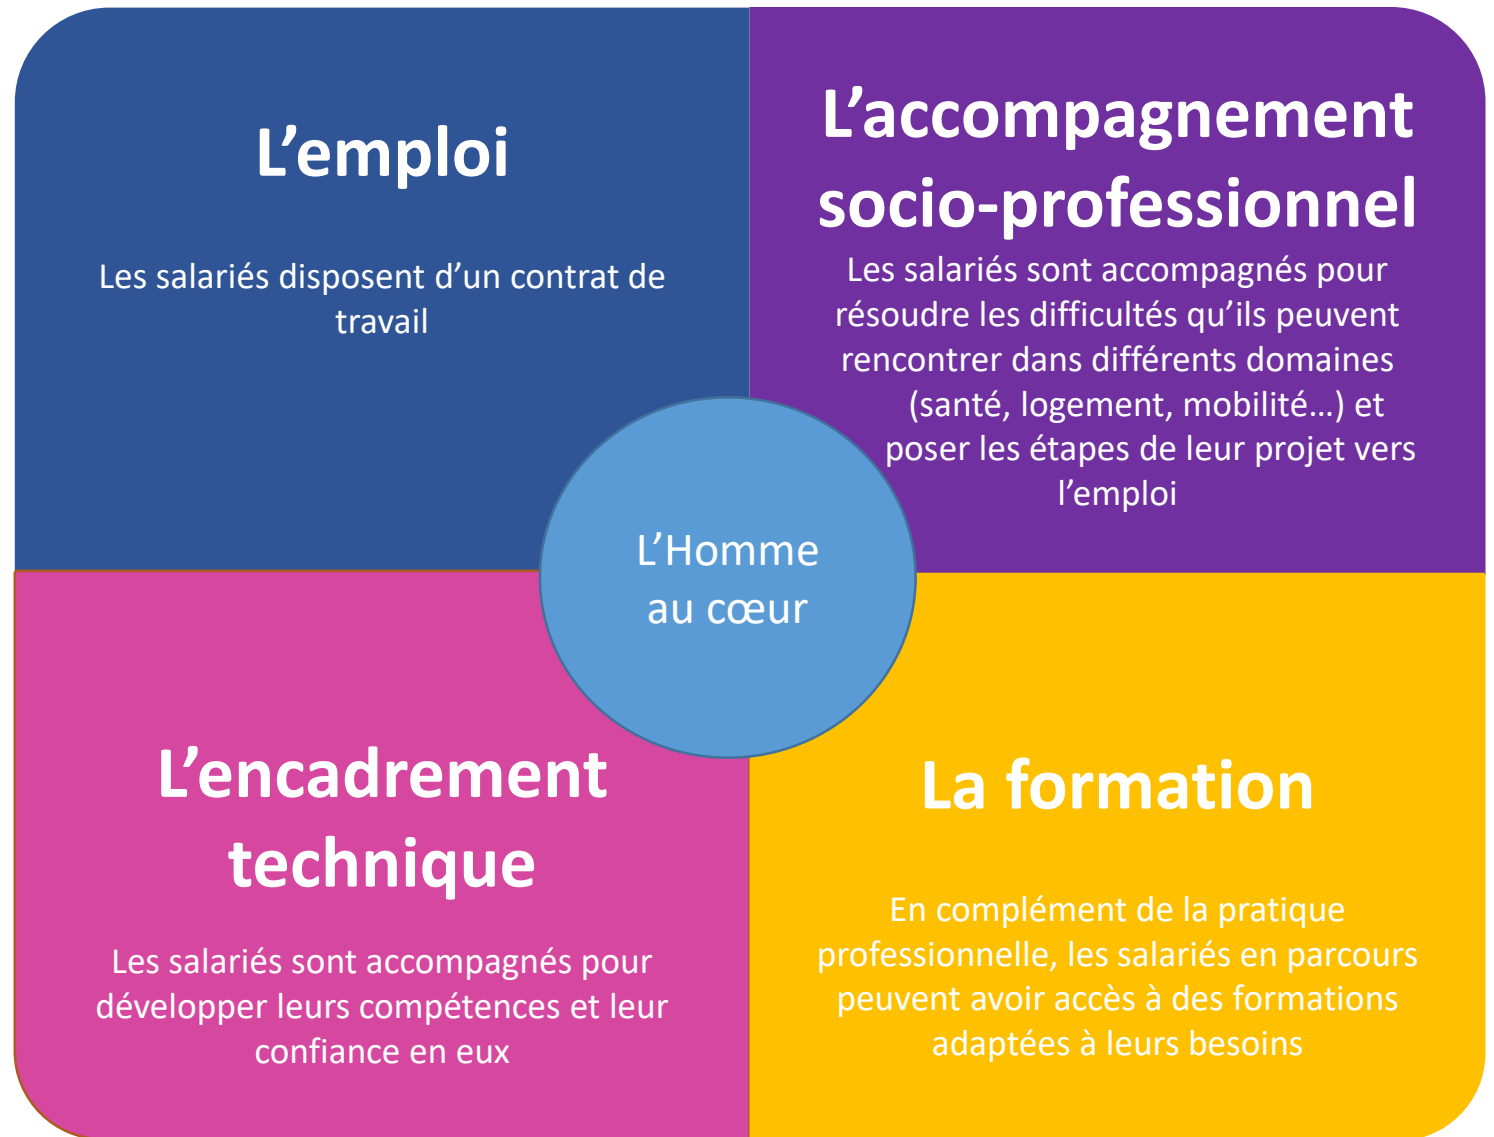 L’emploi
Les salariés disposent d’un contrat de
travail
L’accompagnement
socio-professionnel
Les salariés sont accompagnés pour
résoudre les difficultés qu’ils peuvent
rencontrer dans différents domaines
(santé, logement, mobilité…) et
poser les étapes de leur projet vers
l’emploi
L’Homme
au cœur
L’encadrement
technique
Les salariés sont accompagnés pour
développer leurs compétences et leur
confiance en eux
La formation
En complément de la pratique
professionnelle, les salariés en parcours
peuvent avoir accès à des formations
adaptées à leurs besoins